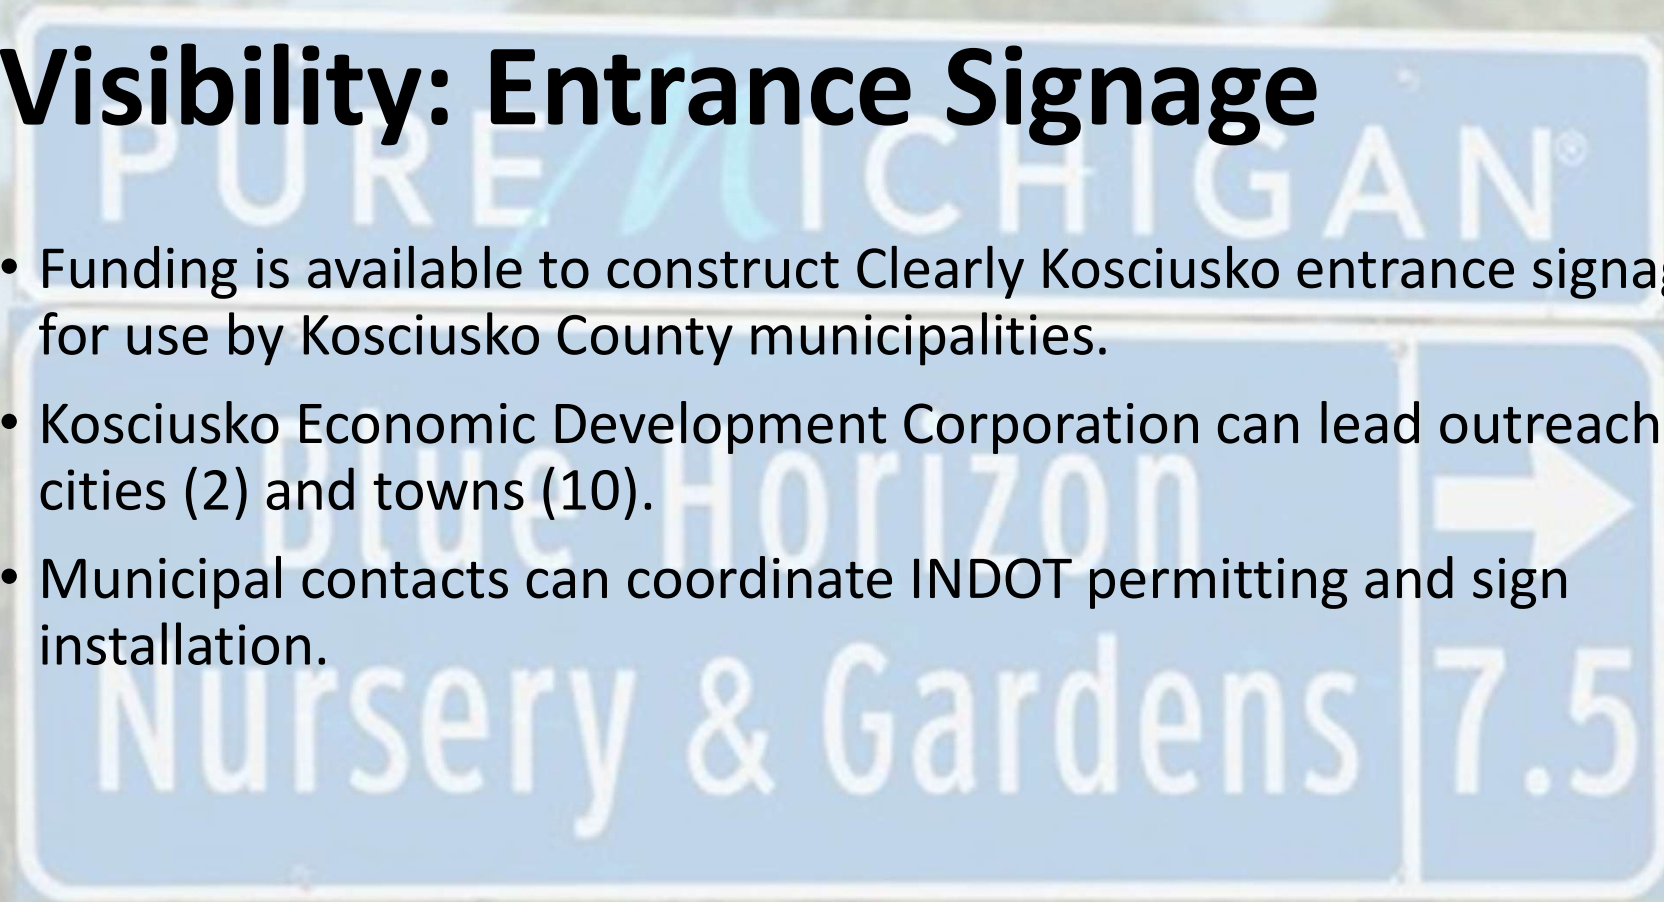 Visibility: Entrance Signage
PURE MICHIGAN®
• Funding is available to construct Clearly Kosciusko entrance
for use by Kosciusko County municipalities.
• Kosciusko Economic Development Corporation can lead outreach
cities (2) and towns (10).
• Municipal contacts can coordinate INDOT permitting and sign
installation.
Blue Horizon
Nursery & Gardens 7.5